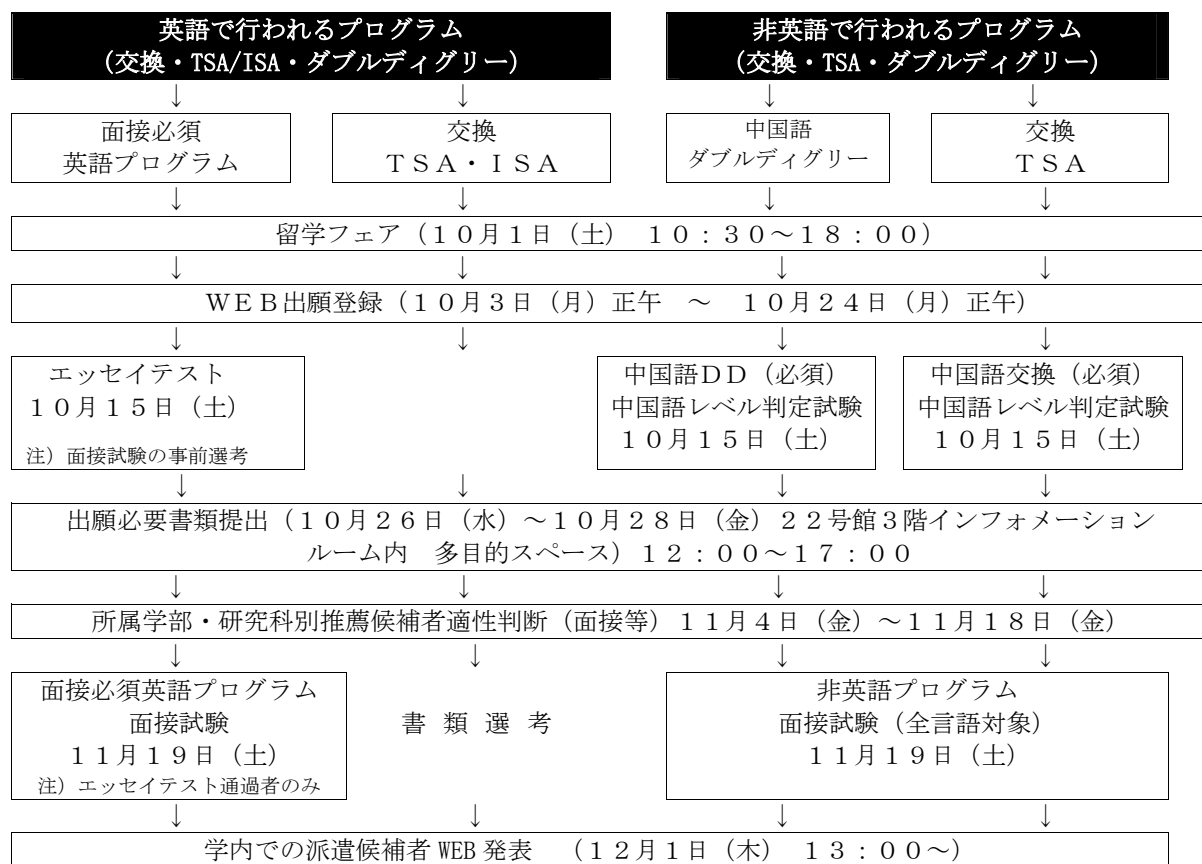 英語で行われるプログラム
(交換・TSA/ISA・ダブルディグリー)
非英語で行われるプログラム
(交換・TSA・ダブルディグリー)
↓ ↓ ↓ ↓
面接必須
英語プログラム
交換
ＴＳＡ・ＩＳＡ
中国語
ダブルディグリー
交換
ＴＳＡ
↓ ↓ ↓ ↓
留学フェア（１０月１日（土） １０：３０～１８：００）
↓ ↓ ↓ ↓
ＷＥＢ出願登録（１０月３日（月）正午 ～ １０月２４日（月）正午）
↓ ↓ ↓ ↓
エッセイテスト
１０月１５日（土）
注）面接試験の事前選考
中国語ＤＤ（必須）
中国語レベル判定試験
１０月１５日（土）
中国語交換（必須）
中国語レベル判定試験
１０月１５日（土）
↓ ↓ ↓ ↓
出願必要書類提出（１０月２６日（水）～１０月２８日（金）２２号館３階インフォメーション
ルーム内 多目的スペース）１２：００～１７：００
↓ ↓ ↓ ↓
所属学部・研究科別推薦候補者適性判断（面接等）１１月４日（金）～１１月１８日（金）
↓ ↓ ↓ ↓
面接必須英語プログラム
面接試験
１１月１９日（土）
注）エッセイテスト通過者のみ
書 類 選 考
非英語プログラム
面接試験（全言語対象）
１１月１９日（土）
↓ ↓ ↓ ↓
学内での派遣候補者 WEB 発表 （１２月１日（木） １３：００～）